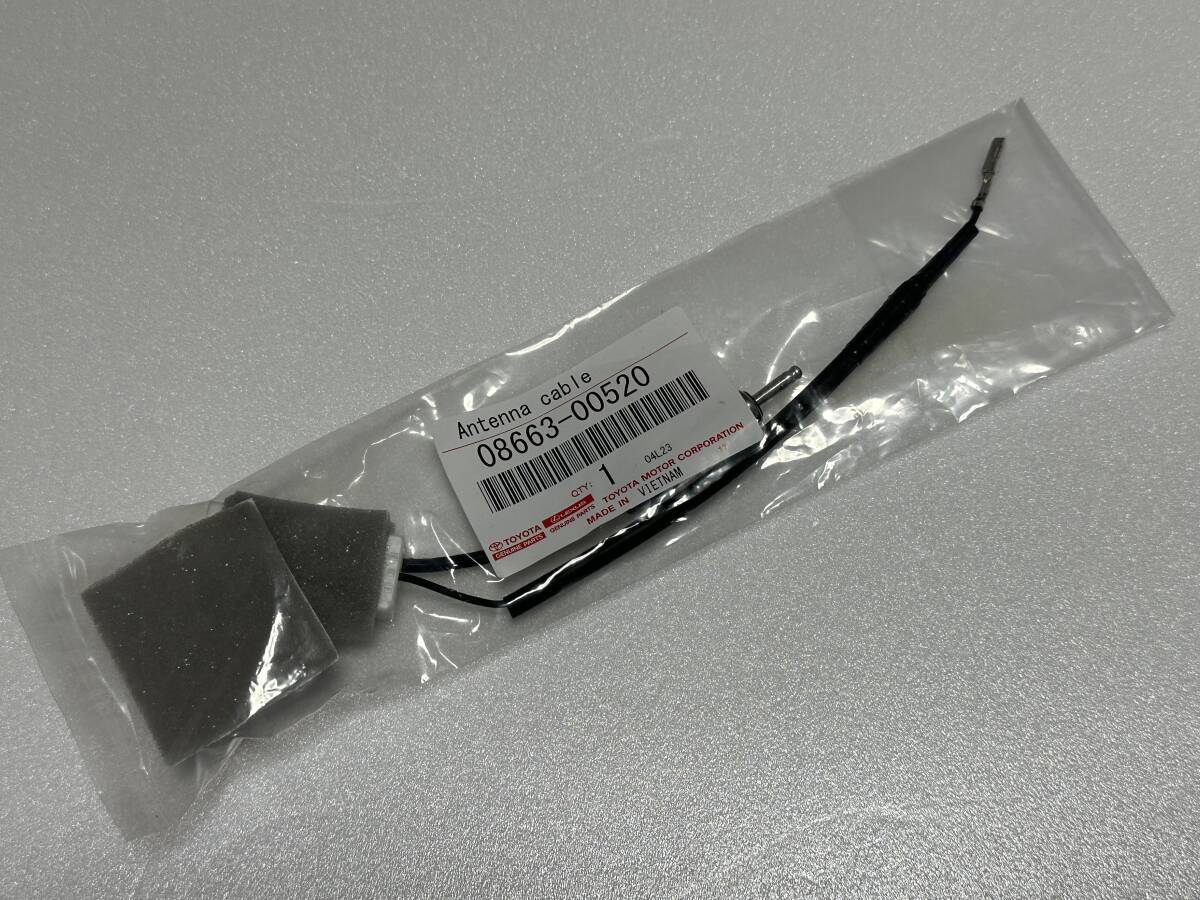 Antenna cable
08663-00520
QTY: 1 04L23
TOYOTA LEXUS TOYOTA MOTOR CORPORATION
GENUINE PARTS GENUINE PARTS MADE IN VIETNAM